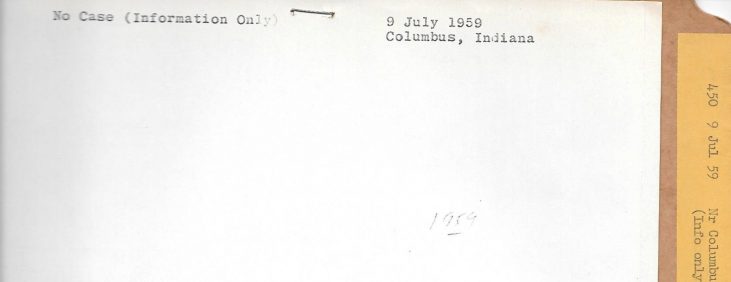 No Case (Information Only)
9 July 1959
Columbus, Indiana
1959
450 9 Jul 59 Nr Columbu
(Info only